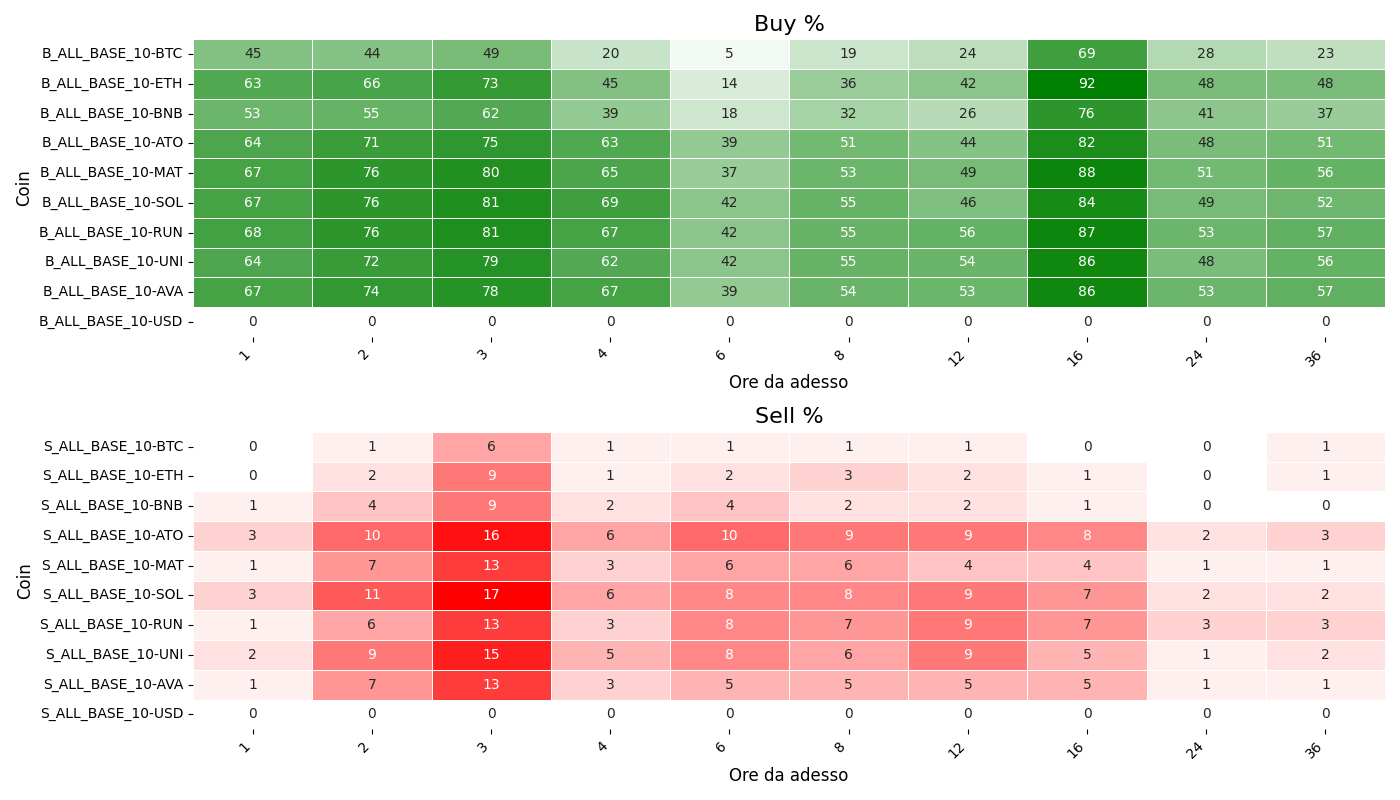 Buy %
Coin
B_ALL_BASE_10-BTC 45 44 49 20 5 19 24 69 28 23
B_ALL_BASE_10-ETH 63 66 73 45 14 36 42 92 48 48
B_ALL_BASE_10-BNB 53 55 62 39 18 32 26 76 41 37
B_ALL_BASE_10-ATO 64 71 75 63 39 51 44 82 48 51
B_ALL_BASE_10-MAT 67 76 80 65 37 53 49 88 51 56
B_ALL_BASE_10-SOL 67 76 81 69 42 55 46 84 49 52
B_ALL_BASE_10-RUN 68 76 81 67 42 55 56 87 53 57
B_ALL_BASE_10-UNI 64 72 79 62 42 55 54 86 48 56
B_ALL_BASE_10-AVA 67 74 78 67 39 54 53 86 53 57
B_ALL_BASE_10-USD 0 0 0 0 0 0 0 0 0 0
1 2 3 4 6 8 12 16 24 36
Ore da adesso
Sell %
Coin
S_ALL_BASE_10-BTC 0 1 6 1 1 1 1 0 0 1
S_ALL_BASE_10-ETH 0 2 9 1 2 3 2 1 0 1
S_ALL_BASE_10-BNB 1 4 9 2 4 2 2 1 0 0
S_ALL_BASE_10-ATO 3 10 16 6 10 9 9 8 2 3
S_ALL_BASE_10-MAT 1 7 13 3 6 6 4 4 1 1
S_ALL_BASE_10-SOL 3 11 17 6 8 8 9 7 2 2
S_ALL_BASE_10-RUN 1 6 13 3 8 7 9 7 3 3
S_ALL_BASE_10-UNI 2 9 15 5 8 6 9 5 1 2
S_ALL_BASE_10-AVA 1 7 13 3 5 5 5 5 1 1
S_ALL_BASE_10-USD 0 0 0 0 0 0 0 0 0 0
1 2 3 4 6 8 12 16 24 36
Ore da adesso